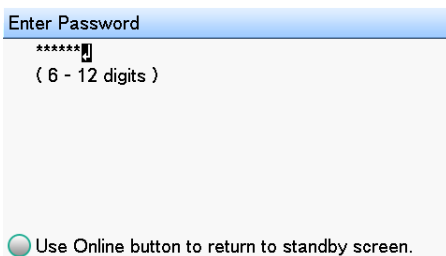 Enter Password
******↵
( 6 - 12 digits )
Use Online button to return to standby screen.